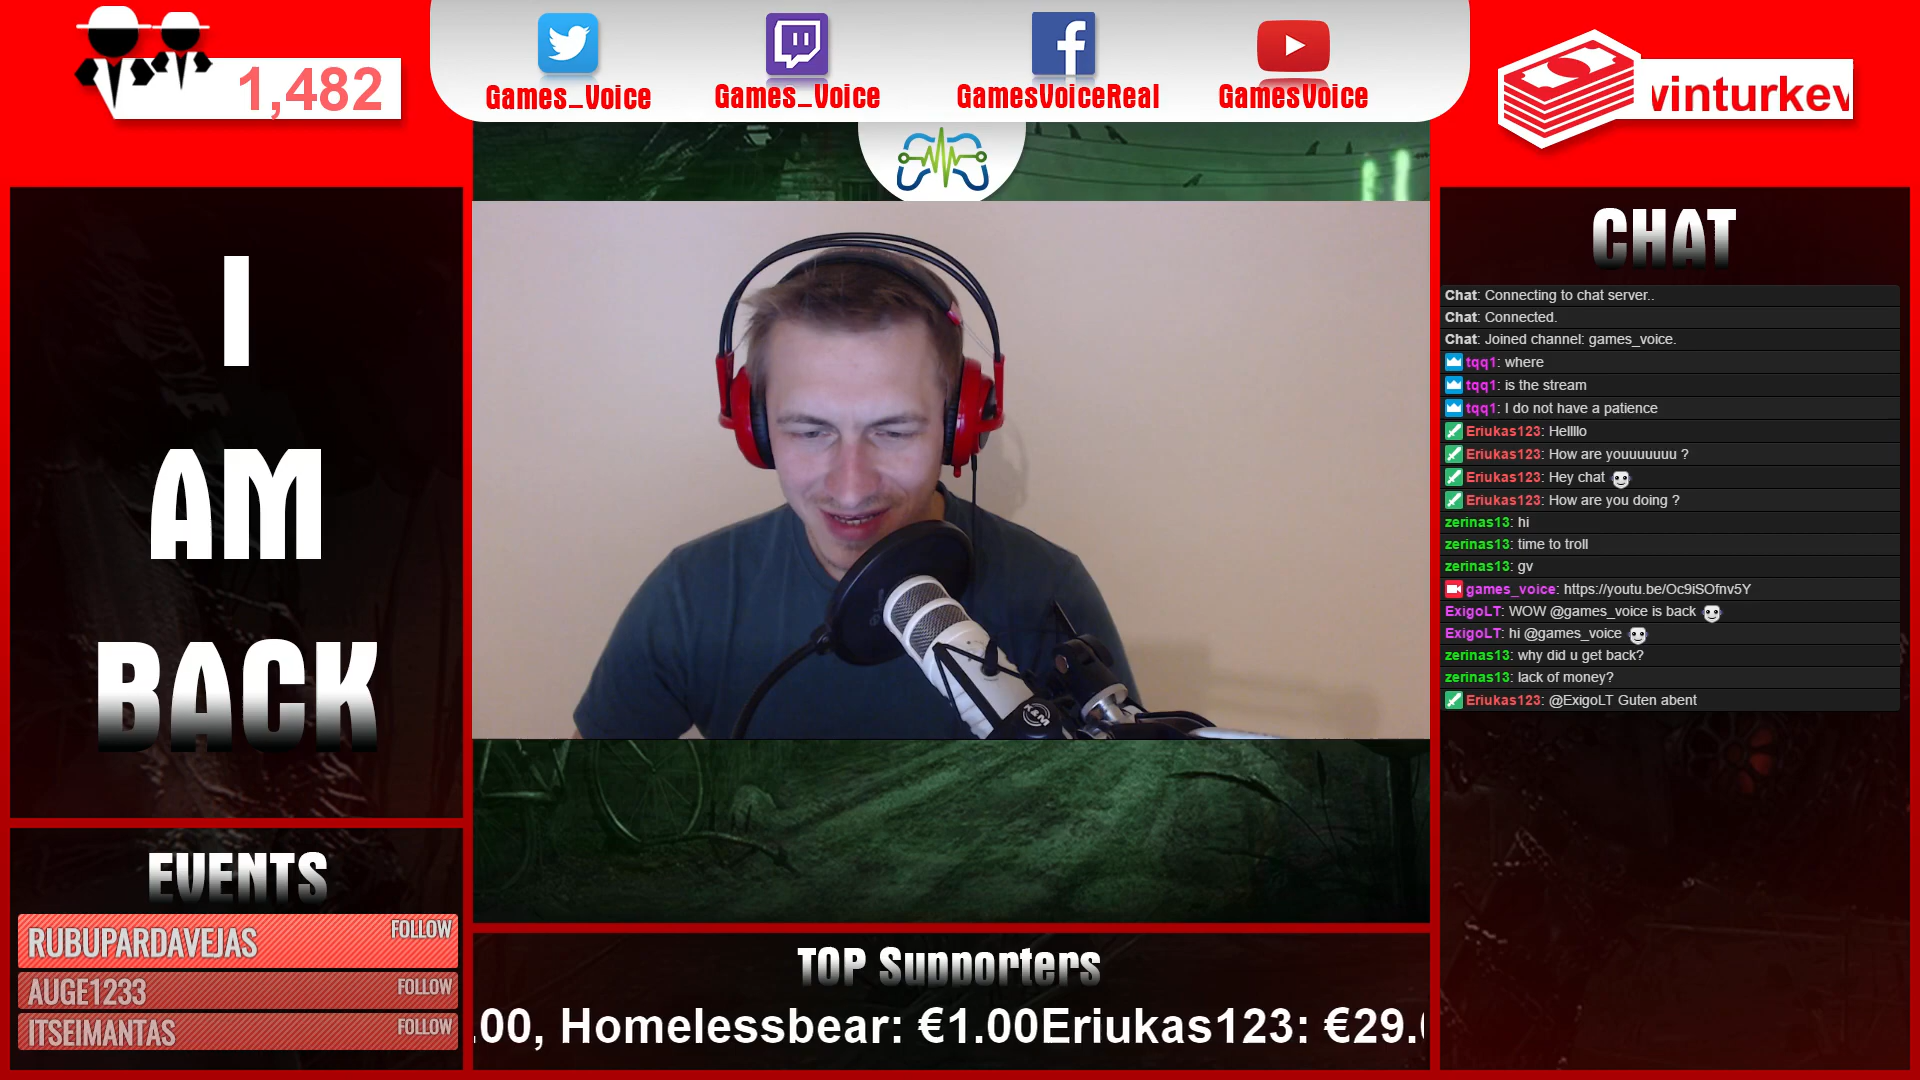 1,482
Games_Voice
Games_Voice
GamesVoiceReal
GamesVoice
I
AM
BACK
EVENTS
RUBUPARDAVEJAS FOLLOW
AUGE1233 FOLLOW
ITSEIMANTAS FOLLOW
K&M
TOP Supporters
.00, Homelessbear: €1.00Eriukas123: €29.
CHAT
Chat: Connecting to chat server..
Chat: Connected.
Chat: Joined channel: games_voice.
tqq1: where
tqq1: is the stream
tqq1: I do not have a patience
Eriukas123: Hellllo
Eriukas123: How are youuuuuuu ?
Eriukas123: Hey chat
Eriukas123: How are you doing ?
zerinas13: hi
zerinas13: time to troll
zerinas13: gv
games_voice: https://youtu.be/Oc9iSOfnv5Y
ExigoLT: WOW @games_voice is back
ExigoLT: hi @games_voice
zerinas13: why did u get back?
zerinas13: lack of money?
Eriukas123: @ExigoLT Guten abent